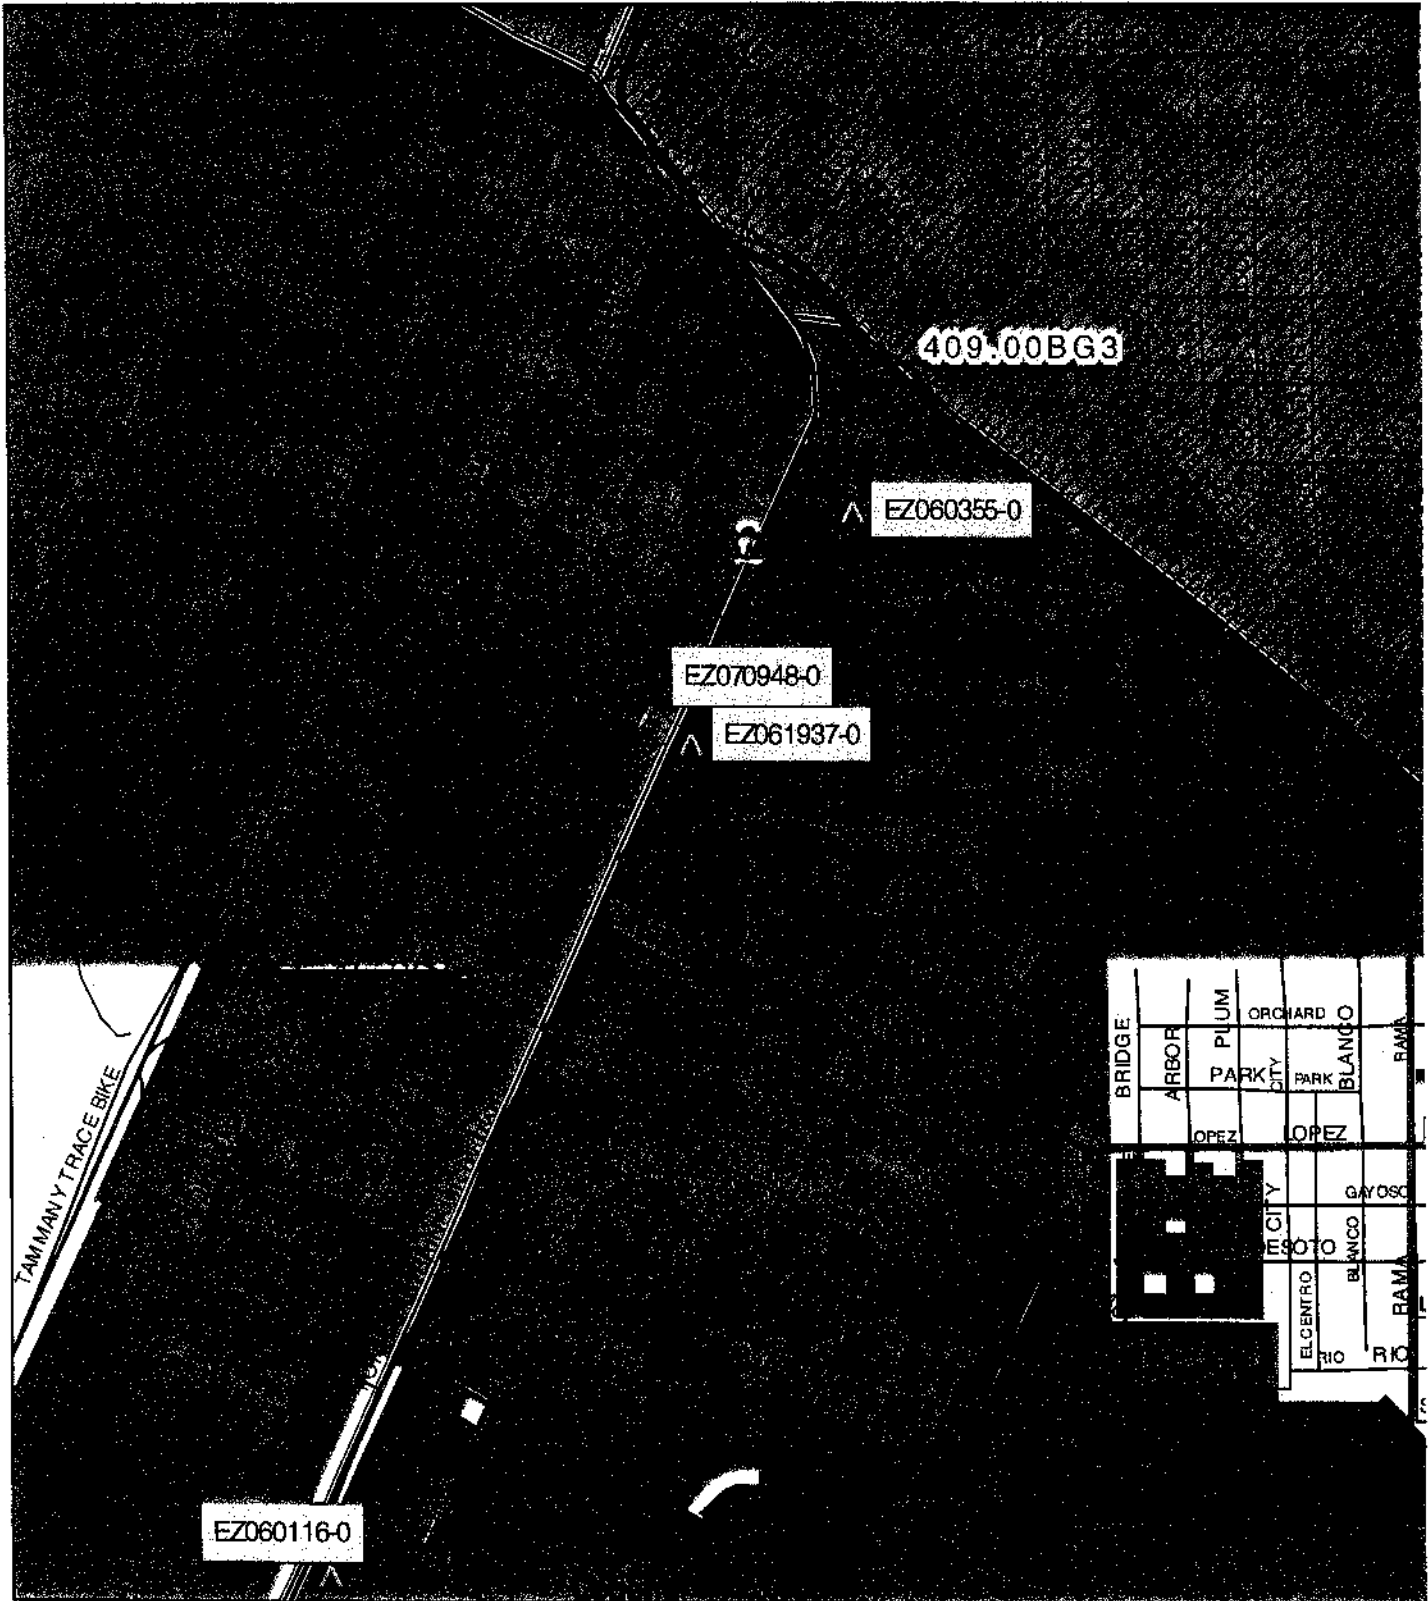 409.00BG3
EZ060355-0
EZ070948-0
EZ061937-0
BRIDGE
ARBOR
PLUM
ORCHARD
BLANCO
RAMA
PARK
CITY
PARK
OPEZ
LOPEZ
TAMMANY TRACE BIKE
CITY
GAYOSO
ESOTO
BLANCO
ELCENTRO
RAMA
RIO
RIO
EZ060116-0